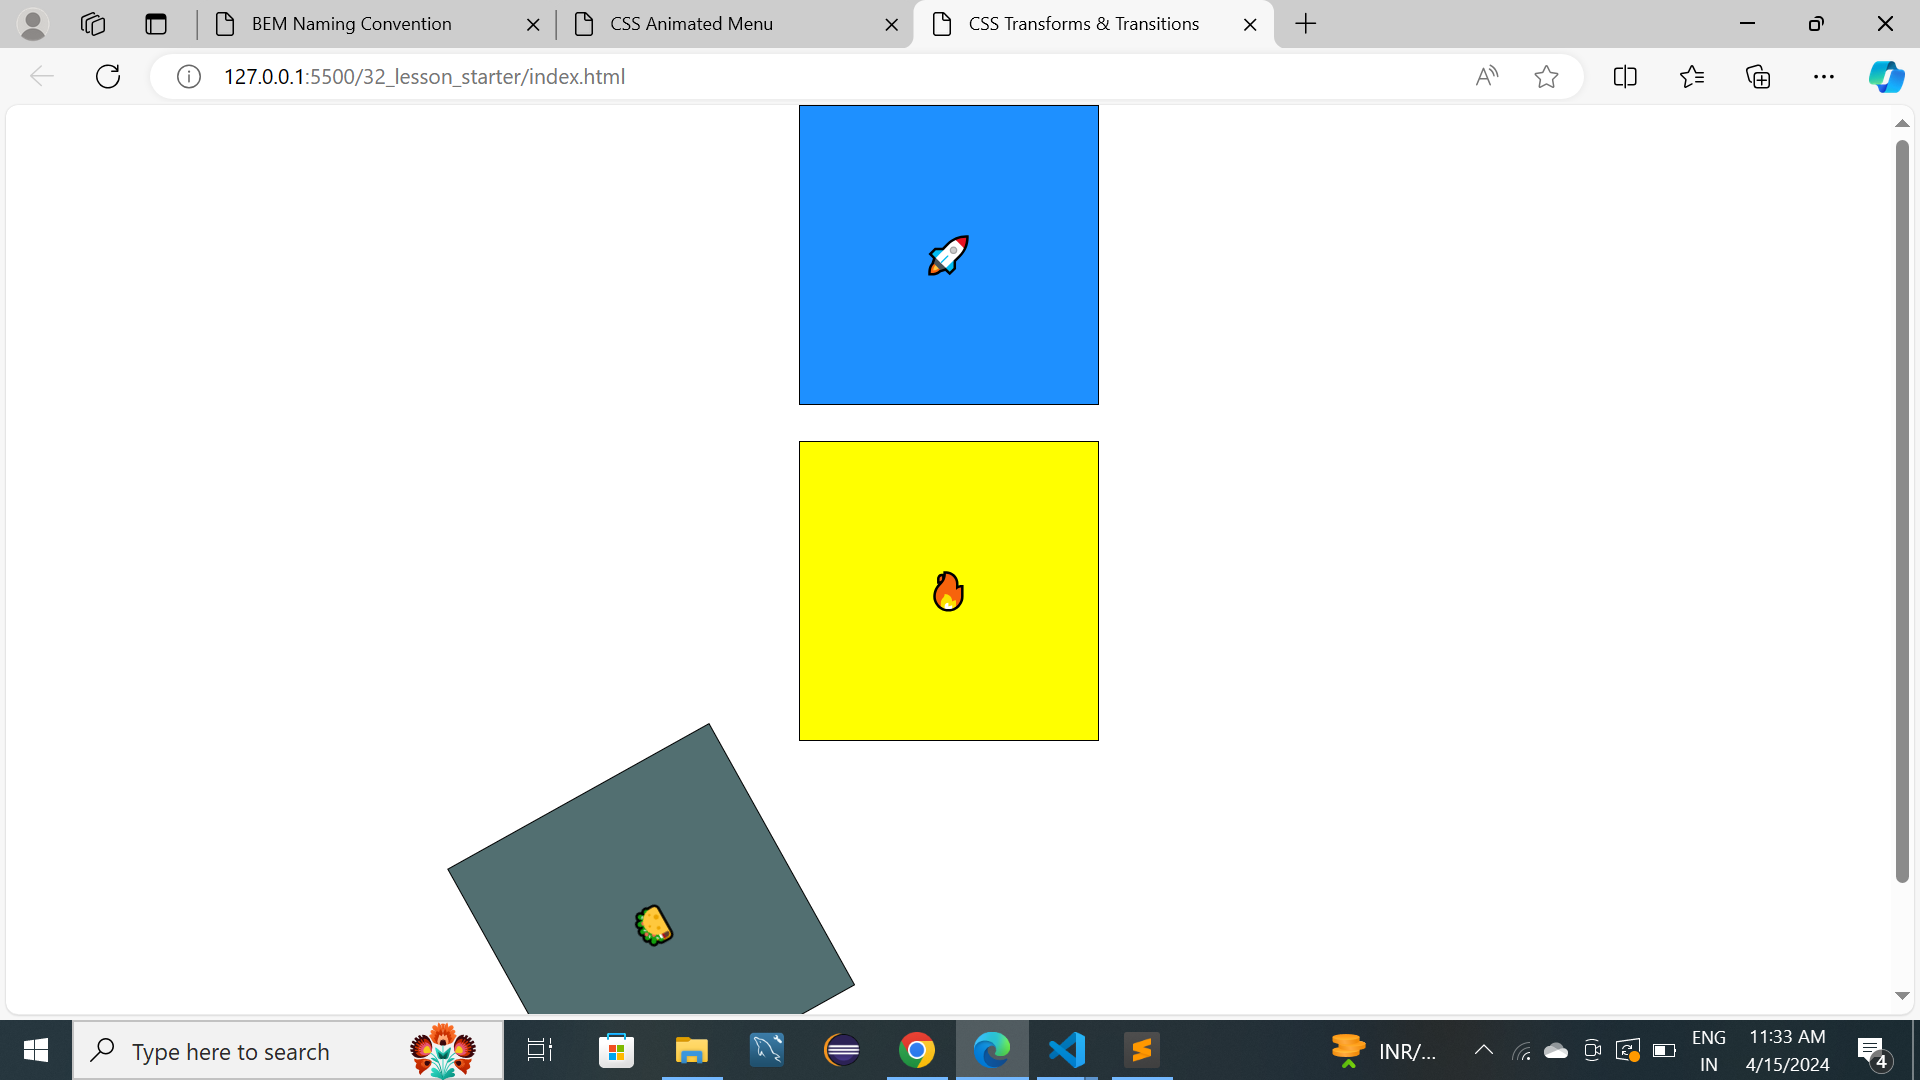 BEM Naming Convention
CSS Animated Menu
CSS Transforms & Transitions
127.0.0.1:5500/32_lesson_starter/index.html
Type here to search
INR/...
ENG
IN
11:33 AM
4/15/2024
4